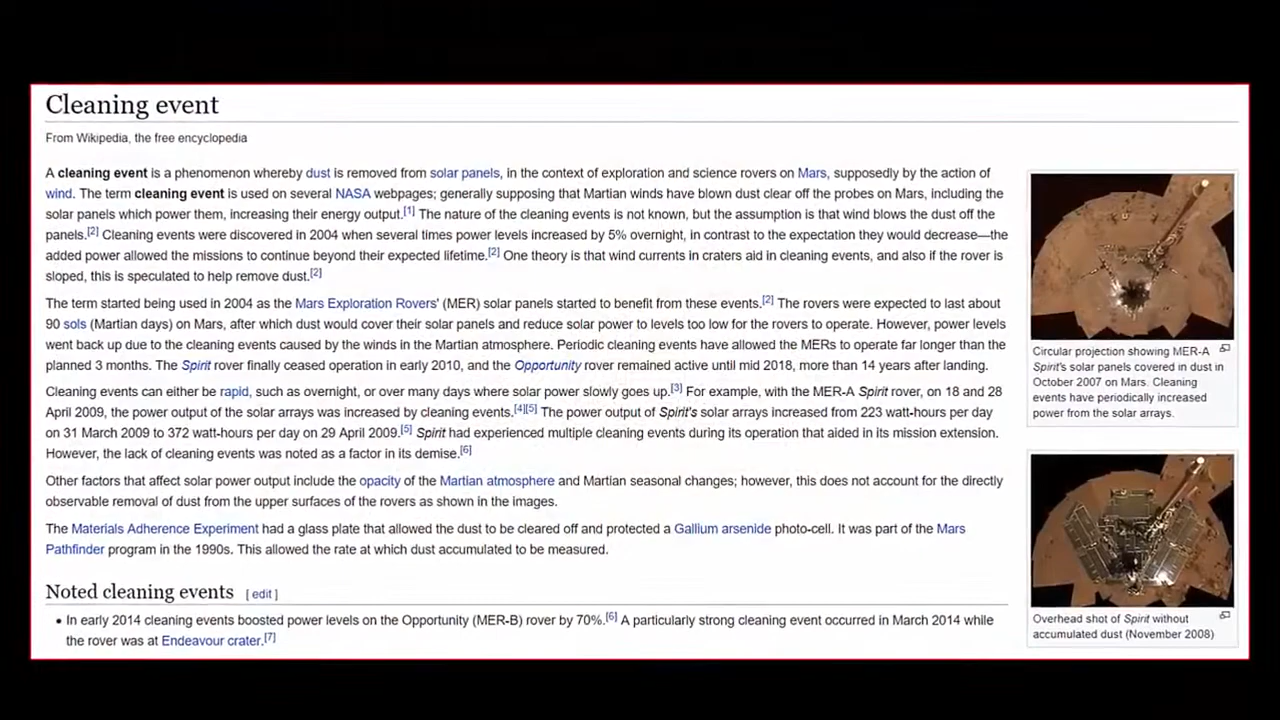 Cleaning event
From Wikipedia, the free encyclopedia
A cleaning event is a phenomenon whereby dust is removed from solar panels, in the context of exploration and science rovers on Mars, supposedly by the action of
wind. The term cleaning event is used on several NASA webpages; generally supposing that Martian winds have blown dust clear off the probes on Mars, including the
solar panels which power them, increasing their energy output.[1] The nature of the cleaning events is not known, but the assumption is that wind blows the dust off the
panels.[2] Cleaning events were discovered in 2004 when several times power levels increased by 5% overnight, in contrast to the expectation they would decrease—the
added power allowed the missions to continue beyond their expected lifetime.[2] One theory is that wind currents in craters aid in cleaning events, and also if the rover is
sloped, this is speculated to help remove dust.[2]
The term started being used in 2004 as the Mars Exploration Rovers' (MER) solar panels started to benefit from these events.[2] The rovers were expected to last about
90 sols (Martian days) on Mars, after which dust would cover their solar panels and reduce solar power to levels too low for the rovers to operate. However, power levels
went back up due to the cleaning events caused by the winds in the Martian atmosphere. Periodic cleaning events have allowed the MERs to operate far longer than the
planned 3 months. The Spirit rover finally ceased operation in early 2010, and the Opportunity rover remained active until mid 2018, more than 14 years after landing.
Cleaning events can either be rapid, such as overnight, or over many days where solar power slowly goes up.[3] For example, with the MER-A Spirit rover, on 18 and 28
April 2009, the power output of the solar arrays was increased by cleaning events.[4][5] The power output of Spirit's solar arrays increased from 223 watt-hours per day
on 31 March 2009 to 372 watt-hours per day on 29 April 2009.[5] Spirit had experienced multiple cleaning events during its operation that aided in its mission extension.
However, the lack of cleaning events was noted as a factor in its demise.[6]
Other factors that affect solar power output include the opacity of the Martian atmosphere and Martian seasonal changes; however, this does not account for the directly
observable removal of dust from the upper surfaces of the rovers as shown in the images.
The Materials Adherence Experiment had a glass plate that allowed the dust to be cleared off and protected a Gallium arsenide photo-cell. It was part of the Mars
Pathfinder program in the 1990s. This allowed the rate at which dust accumulated to be measured.
Noted cleaning events [ edit ]
• In early 2014 cleaning events boosted power levels on the Opportunity (MER-B) rover by 70%.[6] A particularly strong cleaning event occurred in March 2014 while
the rover was at Endeavour crater.[7]
Circular projection showing MER-A
Spirit's solar panels covered in dust in
October 2007 on Mars. Cleaning
events have periodically increased
power from the solar arrays.
Overhead shot of Spirit without
accumulated dust (November 2008)